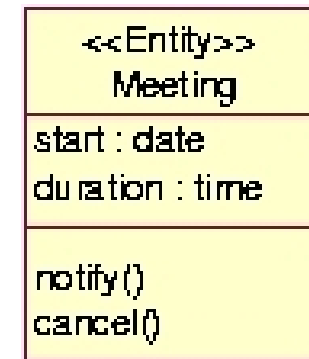 <<Entity>>
Meeting
start : date
duration : time
notify()
cancel()